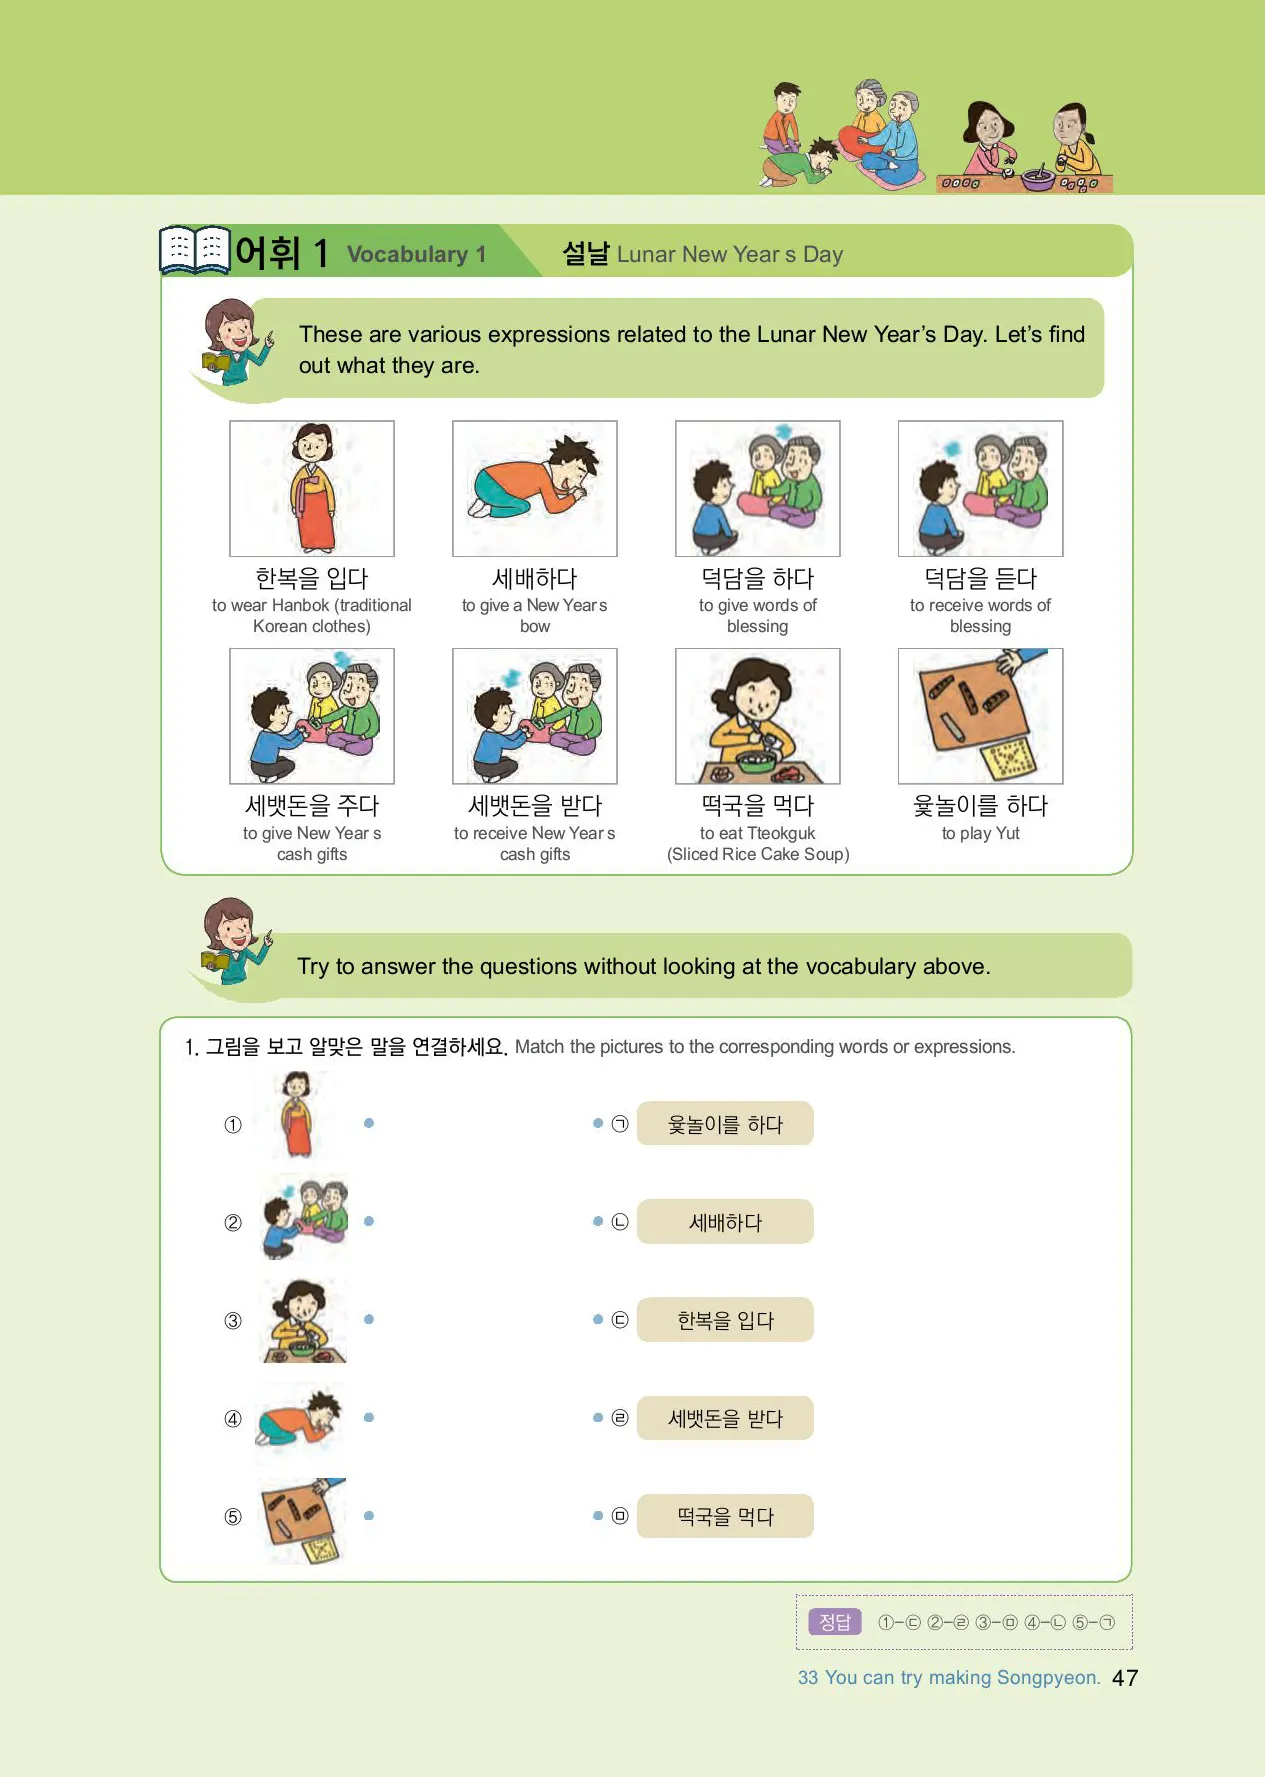 어휘 1 Vocabulary 1 설날 Lunar New Year s Day
These are various expressions related to the Lunar New Year’s Day. Let’s find
out what they are.
한복을 입다
to wear Hanbok (traditional
Korean clothes)
세배하다
to give a New Year s
bow
덕담을 하다
to give words of
blessing
덕담을 듣다
to receive words of
blessing
세뱃돈을 주다
to give New Year s
cash gifts
세뱃돈을 받다
to receive New Year s
cash gifts
떡국을 먹다
to eat Tteokguk
(Sliced Rice Cake Soup)
윷놀이를 하다
to play Yut
Try to answer the questions without looking at the vocabulary above.
1. 그림을 보고 알맞은 말을 연결하세요. Match the pictures to the corresponding words or expressions.
① ㉠ 윷놀이를 하다
② ㉡ 세배하다
③ ㉢ 한복을 입다
④ ㉣ 세뱃돈을 받다
⑤ ㉤ 떡국을 먹다
정답 ①-㉢ ②-㉣ ③-㉤ ④-㉡ ⑤-㉠
33 You can try making Songpyeon. 47